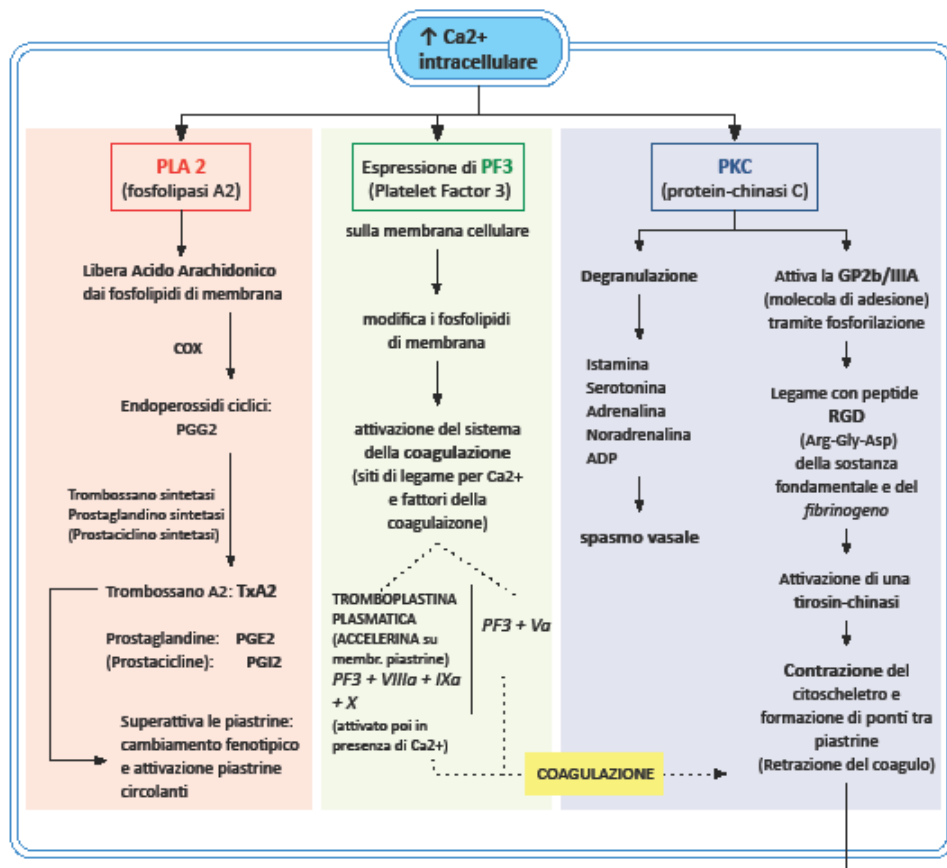 ↑ Ca2+
intracellulare
PLA 2
(fosfolipasi A2)
Libera Acido Arachidonico
dai fosfolipidi di membrana
COX
Endoperossidi ciclici:
PGG2
Trombossano sintetasi
Prostaglandino sintetasi
(Prostaciclino sintetasi)
Trombossano A2: TxA2
Prostaglandine: PGE2
(Prostacicline): PGI2
Superattiva le piastrine:
cambiamento fenotipico
e attivazione piastrine
circolanti
Espressione di PF3
(Platelet Factor 3)
sulla membrana cellulare
modifica i fosfolipidi
di membrana
attivazione del sistema
della coagulazione
(siti di legame per Ca2+
e fattori della
coagulaizone)
TROMBOPLASTINA
PLASMATICA
(ACCELERINA su
membr. piastrine)
PF3 + VIIIa + IXa
+ X
(attivato poi in
presenza di Ca2+)
PF3 + Va
COAGULAZIONE
PKC
(protein-chinasi C)
Degranulazione
Istamina
Serotonina
Adrenalina
Noradrenalina
ADP
spasmo vasale
Attiva la GP2b/IIIA
(molecola di adesione)
tramite fosforilazione
Legame con peptide
RGD
(Arg-Gly-Asp)
della sostanza
fondamentale e del
fibrinogeno
Attivazione di una
tirosin-chinasi
Contrazione del
citoscheletro e
formazione di ponti tra
piastrine
(Retrazione del coagulo)